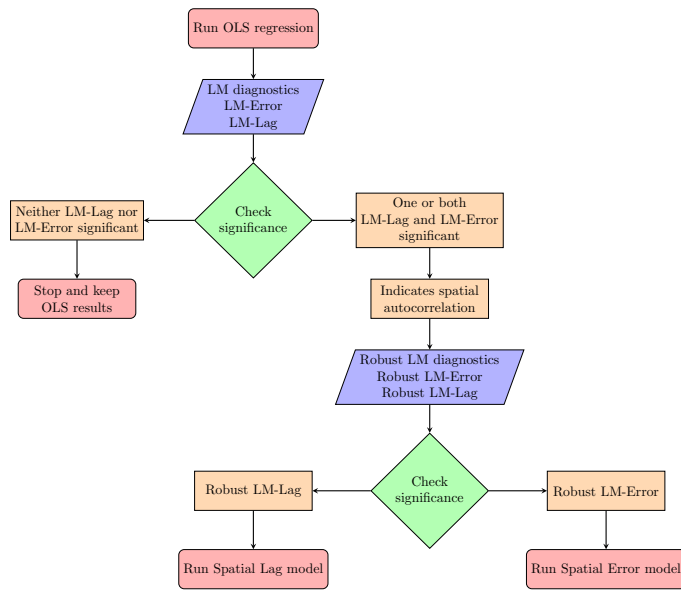 Run OLS regression
LM diagnostics
LM-Error
LM-Lag
Check
significance
Neither LM-Lag nor
LM-Error significant
One or both
LM-Lag and LM-Error
significant
Stop and keep
OLS results
Indicates spatial
autocorrelation
Robust LM diagnostics
Robust LM-Error
Robust LM-Lag
Check
significance
Robust LM-Lag
Robust LM-Error
Run Spatial Lag model
Run Spatial Error model